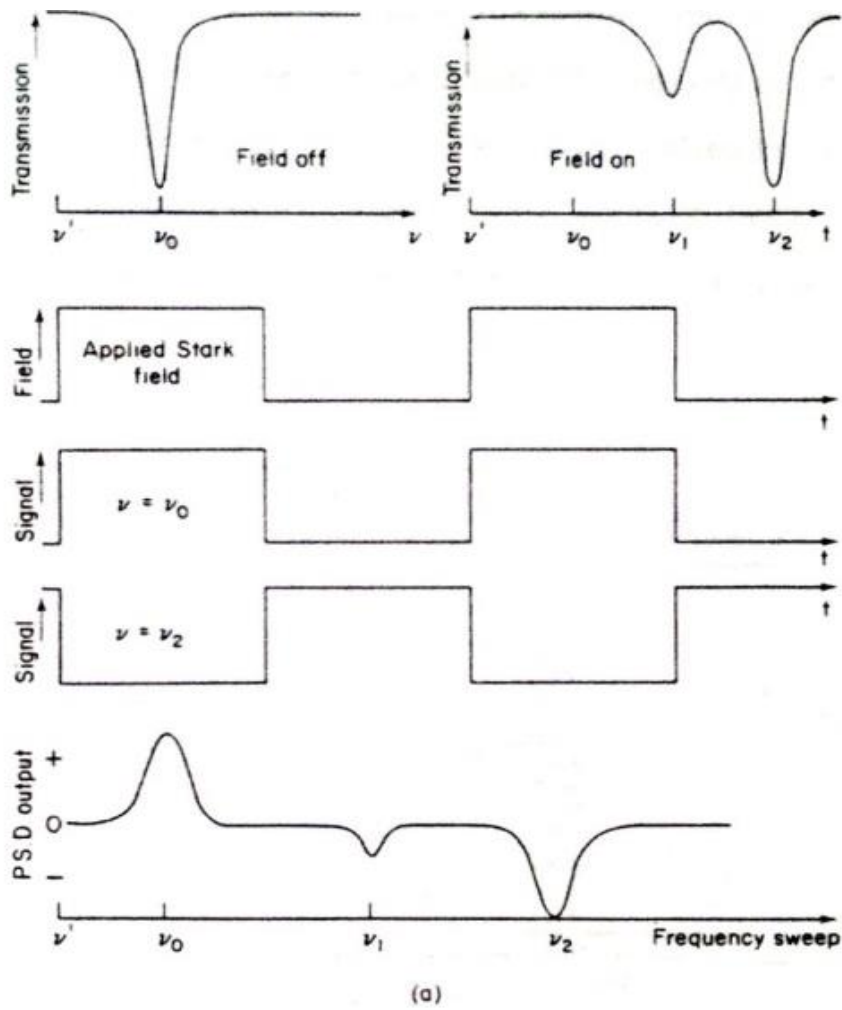 Transmission
Field off
ν'
ν₀
ν
Transmission
Field on
ν'
ν₀
ν₁
ν₂
t
Field
Applied Stark
field
t
Signal
ν = ν₀
t
Signal
ν = ν₂
t
P S D output
+
0
−
ν'
ν₀
ν₁
ν₂
Frequency sweep
(a)